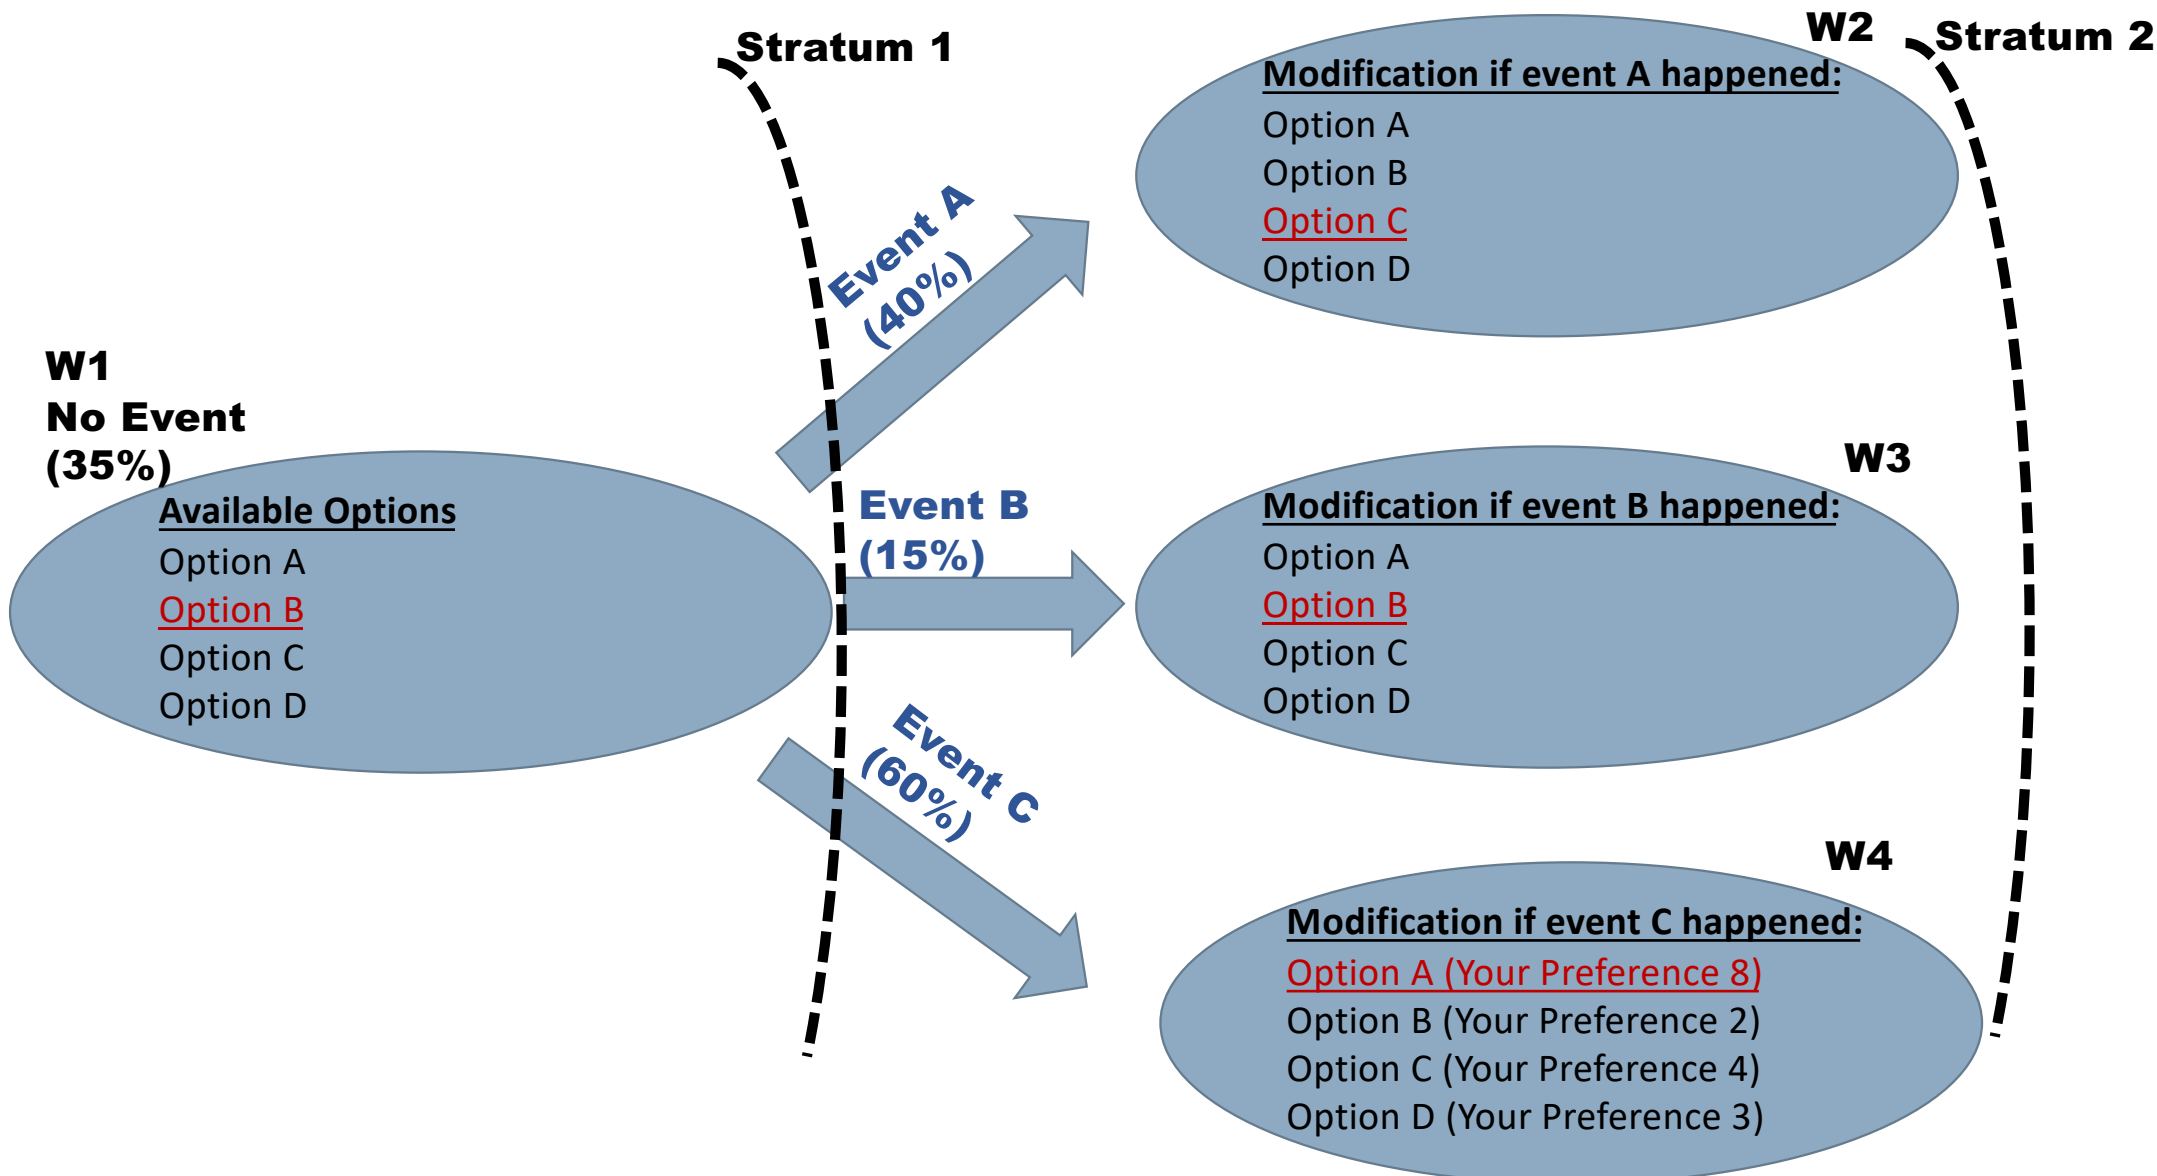 Stratum 1
W2
Stratum 2
Modification if event A happened:
Option A
Option B
Option C
Option D
Event A
(40%)
W1
No Event
(35%)
Available Options
Option A
Option B
Option C
Option D
Event B
(15%)
W3
Modification if event B happened:
Option A
Option B
Option C
Option D
Event C
(60%)
W4
Modification if event C happened:
Option A (Your Preference 8)
Option B (Your Preference 2)
Option C (Your Preference 4)
Option D (Your Preference 3)